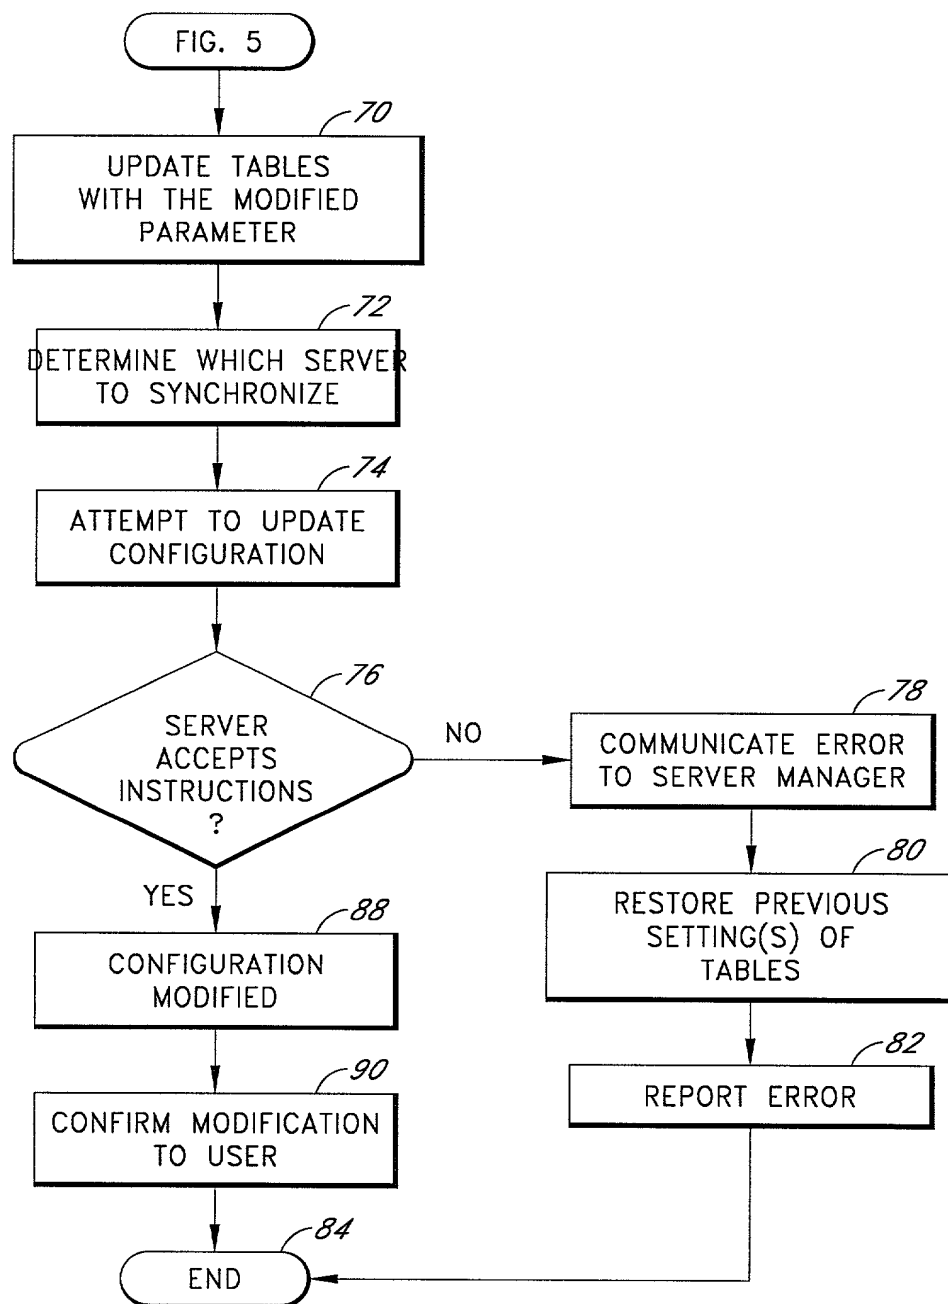 FIG. 5
70
UPDATE TABLES
WITH THE MODIFIED
PARAMETER
72
DETERMINE WHICH SERVER
TO SYNCHRONIZE
74
ATTEMPT TO UPDATE
CONFIGURATION
76
SERVER
ACCEPTS
INSTRUCTIONS
?
NO
78
COMMUNICATE ERROR
TO SERVER MANAGER
80
RESTORE PREVIOUS
SETTING(S) OF
TABLES
82
REPORT ERROR
YES
88
CONFIGURATION
MODIFIED
90
CONFIRM MODIFICATION
TO USER
84
END